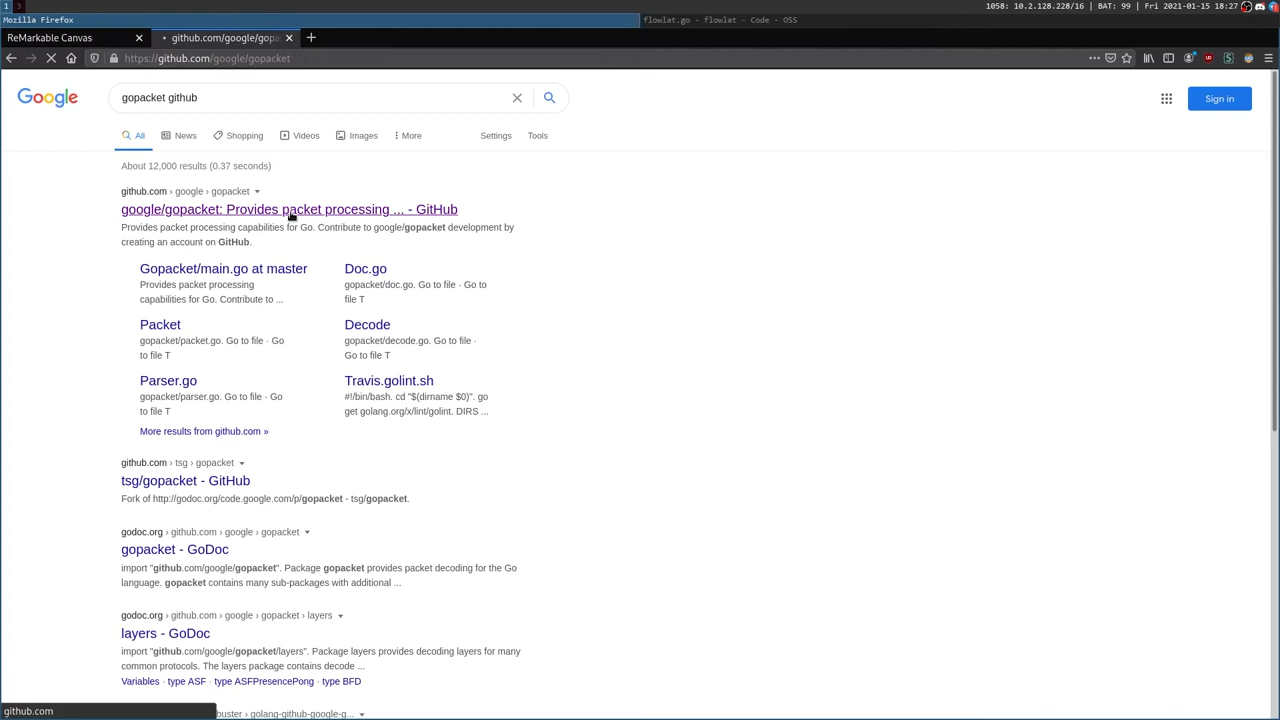 1 3 1058: 10.2.128.228/16 | BAT: 99 | Fri 2021-01-15 18:27
Mozilla Firefox flowlat.go - flowlat - Code - OSS
ReMarkable Canvas github.com/google/gopa
https://github.com/google/gopacket
Google gopacket github Sign in
All News Shopping Videos Images More Settings Tools
About 12,000 results (0.37 seconds)
github.com › google › gopacket
google/gopacket: Provides packet processing ... - GitHub
Provides packet processing capabilities for Go. Contribute to google/gopacket development by
creating an account on GitHub.
Gopacket/main.go at master
Provides packet processing
capabilities for Go. Contribute to ...
Doc.go
gopacket/doc.go. Go to file · Go to
file T
Packet
gopacket/packet.go. Go to file · Go
to file T
Decode
gopacket/decode.go. Go to file ·
Go to file T
Parser.go
gopacket/parser.go. Go to file · Go
to file T
Travis.golint.sh
#!/bin/bash. cd "$(dirname $0)". go
get golang.org/x/lint/golint. DIRS ...
More results from github.com »
github.com › tsg › gopacket
tsg/gopacket - GitHub
Fork of http://godoc.org/code.google.com/p/gopacket - tsg/gopacket.
godoc.org › github.com › google › gopacket
gopacket - GoDoc
import "github.com/google/gopacket". Package gopacket provides packet decoding for the Go
language. gopacket contains many sub-packages with additional ...
godoc.org › github.com › google › gopacket › layers
layers - GoDoc
import "github.com/google/gopacket/layers". Package layers provides decoding layers for many
common protocols. The layers package contains decode ...
Variables · type ASF · type ASFPresencePong · type BFD
github.com buster › golang-github-google-g...